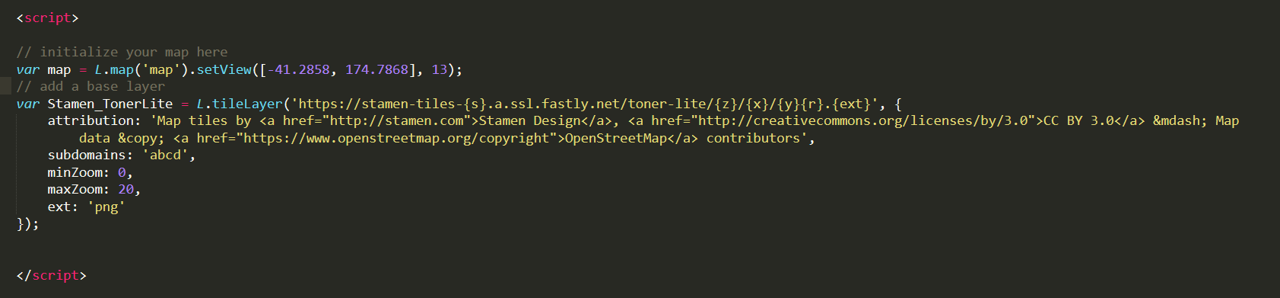 <script>
// initialize your map here
var map = L.map('map').setView([-41.2858, 174.7868], 13);
// add a base layer
var Stamen_TonerLite = L.tileLayer('https://stamen-tiles-{s}.a.ssl.fastly.net/toner-lite/{z}/{x}/{y}{r}.{ext}', {
attribution: 'Map tiles by <a href="http://stamen.com">Stamen Design</a>, <a href="http://creativecommons.org/licenses/by/3.0">CC BY 3.0</a> &mdash; Map
data &copy; <a href="https://www.openstreetmap.org/copyright">OpenStreetMap</a> contributors',
subdomains: 'abcd',
minZoom: 0,
maxZoom: 20,
ext: 'png'
});
</script>